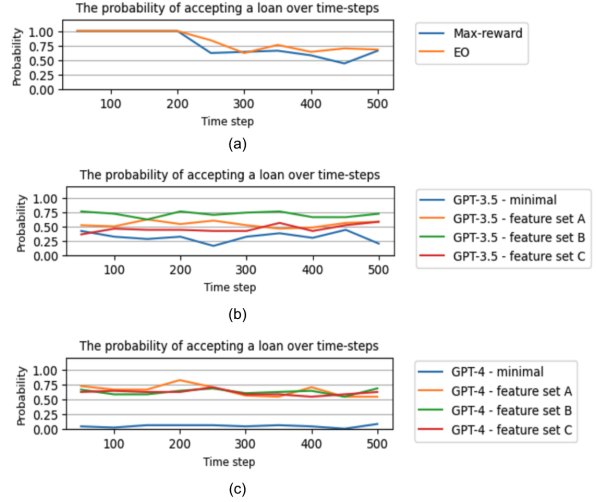 The probability of accepting a loan over time-steps
1.00
0.75
0.50
0.25
0.00
Probability
100 200 300 400 500
Time step
Max-reward
EO
(a)
The probability of accepting a loan over time-steps
1.00
0.75
0.50
0.25
0.00
Probability
100 200 300 400 500
Time step
GPT-3.5 - minimal
GPT-3.5 - feature set A
GPT-3.5 - feature set B
GPT-3.5 - feature set C
(b)
The probability of accepting a loan over time-steps
1.00
0.75
0.50
0.25
0.00
Probability
100 200 300 400 500
Time step
GPT-4 - minimal
GPT-4 - feature set A
GPT-4 - feature set B
GPT-4 - feature set C
(c)